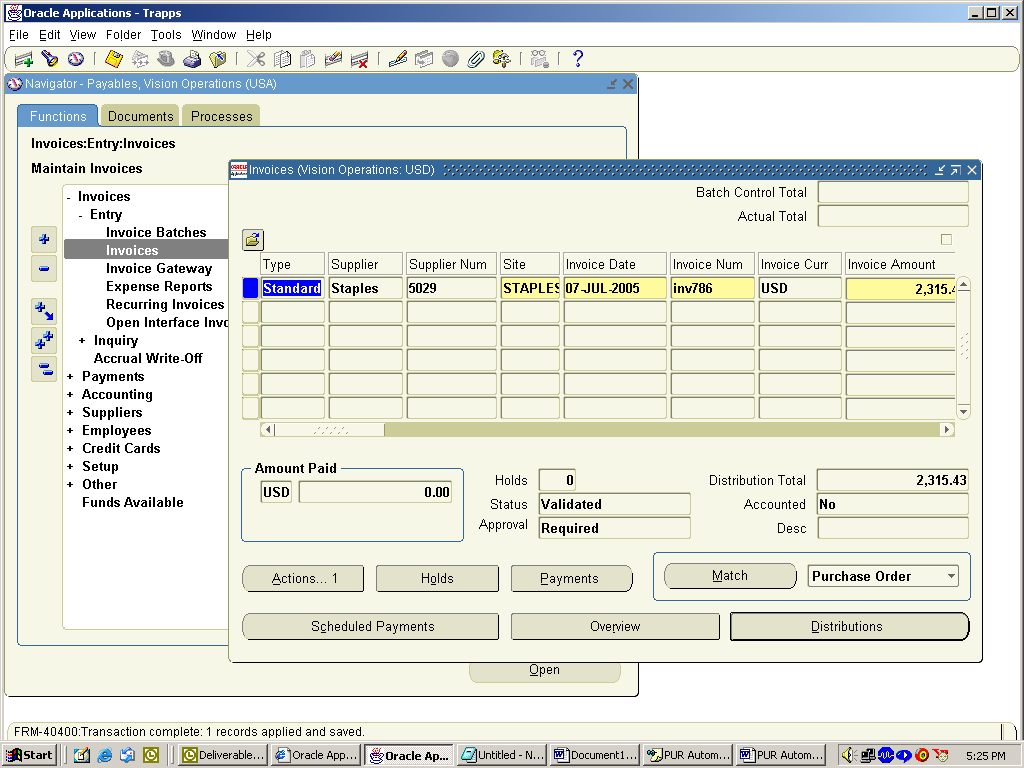 Oracle Applications - Trapps
File Edit View Folder Tools Window Help
Navigator - Payables, Vision Operations (USA)
Functions Documents Processes
Invoices:Entry:Invoices
Maintain Invoices
- Invoices
- Entry
Invoice Batches
Invoices
Invoice Gateway
Expense Reports
Recurring Invoices
Open Interface Invo
+ Inquiry
Accrual Write-Off
+ Payments
+ Accounting
+ Suppliers
+ Employees
+ Credit Cards
+ Setup
+ Other
Funds Available
Open
Invoices (Vision Operations: USD)
Batch Control Total
Actual Total
Type Supplier Supplier Num Site Invoice Date Invoice Num Invoice Curr Invoice Amount
Standard Staples 5029 STAPLES 07-JUL-2005 inv786 USD 2,315.4
Amount Paid
USD 0.00
Holds 0
Status Validated
Approval Required
Distribution Total 2,315.43
Accounted No
Desc
Actions... 1 Holds Payments Match Purchase Order
Scheduled Payments Overview Distributions
FRM-40400:Transaction complete: 1 records applied and saved.
Start Deliverable... Oracle App... Oracle Ap... Untitled - N... Document1... PUR Autom... PUR Autom... 5:25 PM